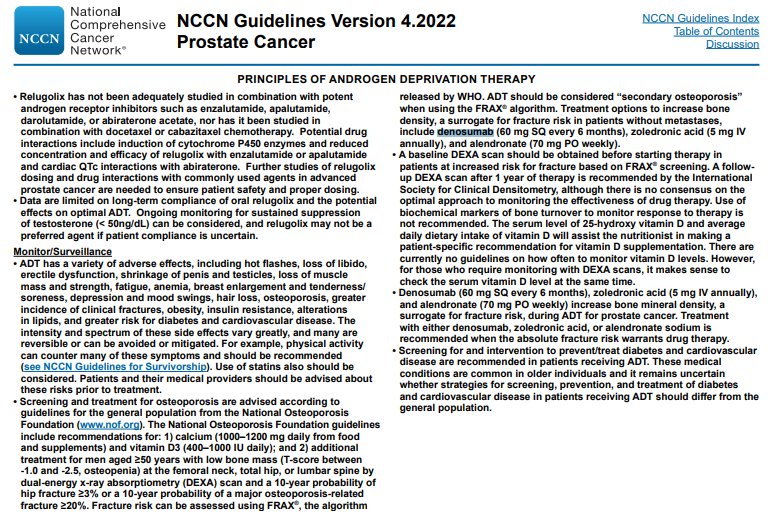 NCCN
National
Comprehensive
Cancer
Network®
NCCN Guidelines Version 4.2022
Prostate Cancer
NCCN Guidelines Index
Table of Contents
Discussion
PRINCIPLES OF ANDROGEN DEPRIVATION THERAPY
• Relugolix has not been adequately studied in combination with potent
androgen receptor inhibitors such as enzalutamide, apalutamide,
darolutamide, or abiraterone acetate, nor has it been studied in
combination with docetaxel or cabazitaxel chemotherapy. Potential drug
interactions include induction of cytochrome P450 enzymes and reduced
concentration and efficacy of relugolix with enzalutamide or apalutamide
and cardiac QTc interactions with abiraterone. Further studies of relugolix
dosing and drug interactions with commonly used agents in advanced
prostate cancer are needed to ensure patient safety and proper dosing.
• Data are limited on long-term compliance of oral relugolix and the potential
effects on optimal ADT. Ongoing monitoring for sustained suppression
of testosterone (< 50ng/dL) can be considered, and relugolix may not be a
preferred agent if patient compliance is uncertain.
Monitor/Surveillance
• ADT has a variety of adverse effects, including hot flashes, loss of libido,
erectile dysfunction, shrinkage of penis and testicles, loss of muscle
mass and strength, fatigue, anemia, breast enlargement and tenderness/
soreness, depression and mood swings, hair loss, osteoporosis, greater
incidence of clinical fractures, obesity, insulin resistance, alterations
in lipids, and greater risk for diabetes and cardiovascular disease. The
intensity and spectrum of these side effects vary greatly, and many are
reversible or can be avoided or mitigated. For example, physical activity
can counter many of these symptoms and should be recommended
(see NCCN Guidelines for Survivorship). Use of statins also should be
considered. Patients and their medical providers should be advised about
these risks prior to treatment.
• Screening and treatment for osteoporosis are advised according to
guidelines for the general population from the National Osteoporosis
Foundation (www.nof.org). The National Osteoporosis Foundation guidelines
include recommendations for: 1) calcium (1000–1200 mg daily from food
and supplements) and vitamin D3 (400–1000 IU daily); and 2) additional
treatment for men aged ≥50 years with low bone mass (T-score between
-1.0 and -2.5, osteopenia) at the femoral neck, total hip, or lumbar spine by
dual-energy x-ray absorptiometry (DEXA) scan and a 10-year probability of
hip fracture ≥3% or a 10-year probability of a major osteoporosis-related
fracture ≥20%. Fracture risk can be assessed using FRAX®, the algorithm
released by WHO. ADT should be considered “secondary osteoporosis”
when using the FRAX® algorithm. Treatment options to increase bone
density, a surrogate for fracture risk in patients without metastases,
include denosumab (60 mg SQ every 6 months), zoledronic acid (5 mg IV
annually), and alendronate (70 mg PO weekly).
• A baseline DEXA scan should be obtained before starting therapy in
patients at increased risk for fracture based on FRAX® screening. A follow-
up DEXA scan after 1 year of therapy is recommended by the International
Society for Clinical Densitometry, although there is no consensus on the
optimal approach to monitoring the effectiveness of drug therapy. Use of
biochemical markers of bone turnover to monitor response to therapy is
not recommended. The serum level of 25-hydroxy vitamin D and average
daily dietary intake of vitamin D will assist the nutritionist in making a
patient-specific recommendation for vitamin D supplementation. There are
currently no guidelines on how often to monitor vitamin D levels. However,
for those who require monitoring with DEXA scans, it makes sense to
check the serum vitamin D level at the same time.
• Denosumab (60 mg SQ every 6 months), zoledronic acid (5 mg IV annually),
and alendronate (70 mg PO weekly) increase bone mineral density, a
surrogate for fracture risk, during ADT for prostate cancer. Treatment
with either denosumab, zoledronic acid, or alendronate sodium is
recommended when the absolute fracture risk warrants drug therapy.
• Screening for and intervention to prevent/treat diabetes and cardiovascular
disease are recommended in patients receiving ADT. These medical
conditions are common in older individuals and it remains uncertain
whether strategies for screening, prevention, and treatment of diabetes
and cardiovascular disease in patients receiving ADT should differ from the
general population.